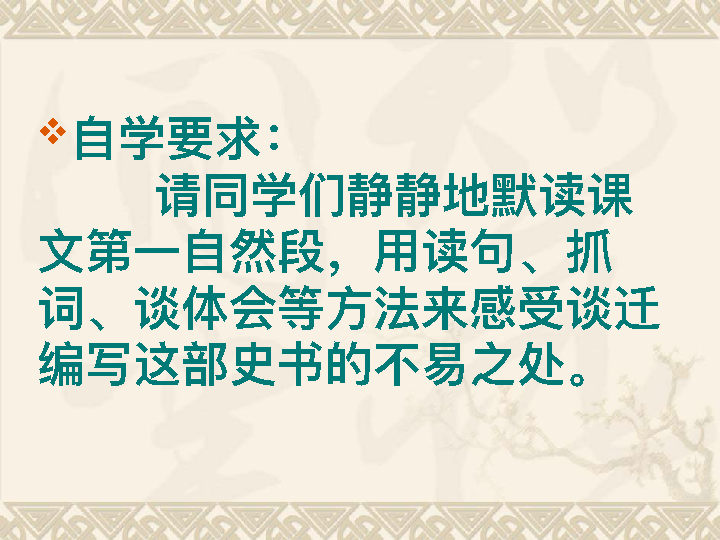 自学要求：
请同学们静静地默读课
文第一自然段，用读句、抓
词、谈体会等方法来感受谈迁
编写这部史书的不易之处。